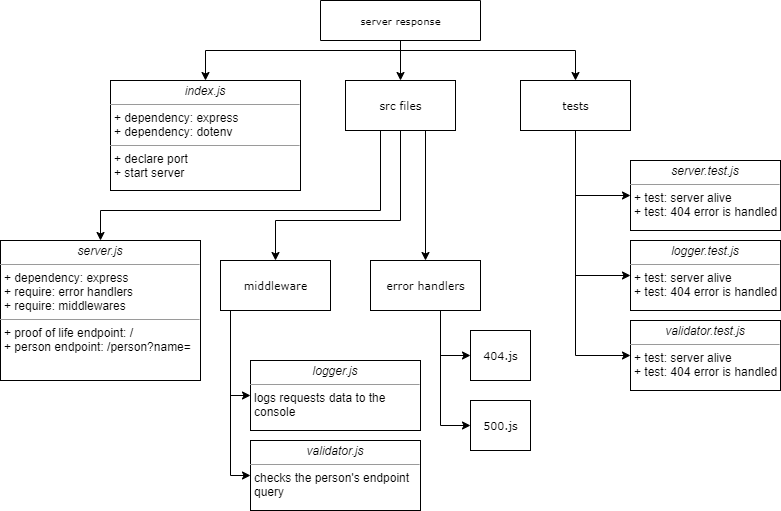 server response
index.js
+ dependency: express
+ dependency: dotenv
+ declare port
+ start server
src files
tests
server.test.js
+ test: server alive
+ test: 404 error is handled
server.js
+ dependency: express
+ require: error handlers
+ require: middlewares
+ proof of life endpoint: /
+ person endpoint: /person?name=
middleware
error handlers
logger.test.js
+ test: server alive
+ test: 404 error is handled
404.js
validator.test.js
+ test: server alive
+ test: 404 error is handled
logger.js
logs requests data to the
console
500.js
validator.js
checks the person's endpoint
query